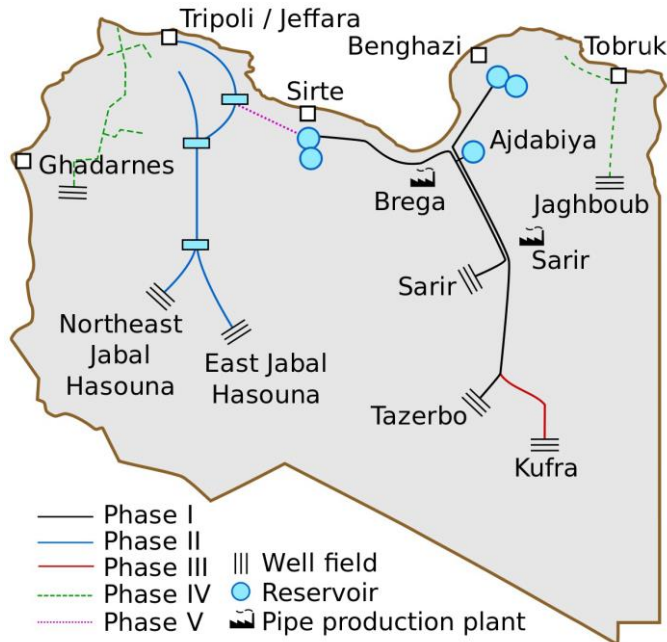 Tripoli / Jeffara
Benghazi
Tobruk
Sirte
Ajdabiya
Ghadarnes
Brega
Jaghboub
Sarir
Sarir
Northeast
Jabal
Hasouna
East Jabal
Hasouna
Tazerbo
Kufra
Phase I
Phase II
Phase III
Phase IV
Phase V
Well field
Reservoir
Pipe production plant